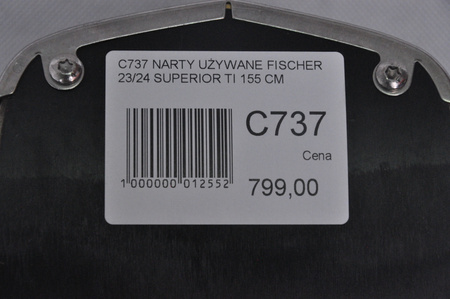 C737 NARTY UŻYWANE FISCHER
23/24 SUPERIOR TI 155 CM
C737
Cena
1 000000 012552
799,00